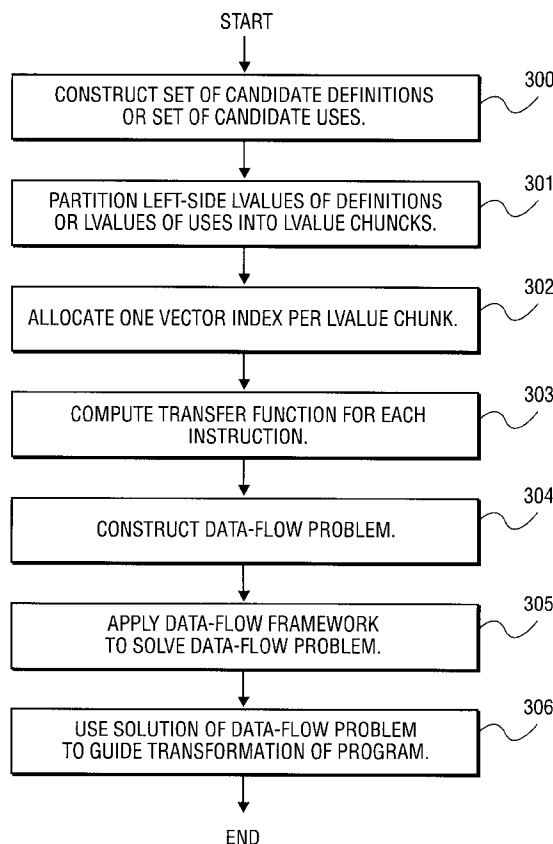 START
CONSTRUCT SET OF CANDIDATE DEFINITIONS
OR SET OF CANDIDATE USES.
300
PARTITION LEFT-SIDE LVALUES OF DEFINITIONS
OR LVALUES OF USES INTO LVALUE CHUNCKS.
301
ALLOCATE ONE VECTOR INDEX PER LVALUE CHUNK.
302
COMPUTE TRANSFER FUNCTION FOR EACH
INSTRUCTION.
303
CONSTRUCT DATA-FLOW PROBLEM.
304
APPLY DATA-FLOW FRAMEWORK
TO SOLVE DATA-FLOW PROBLEM.
305
USE SOLUTION OF DATA-FLOW PROBLEM
TO GUIDE TRANSFORMATION OF PROGRAM.
306
END